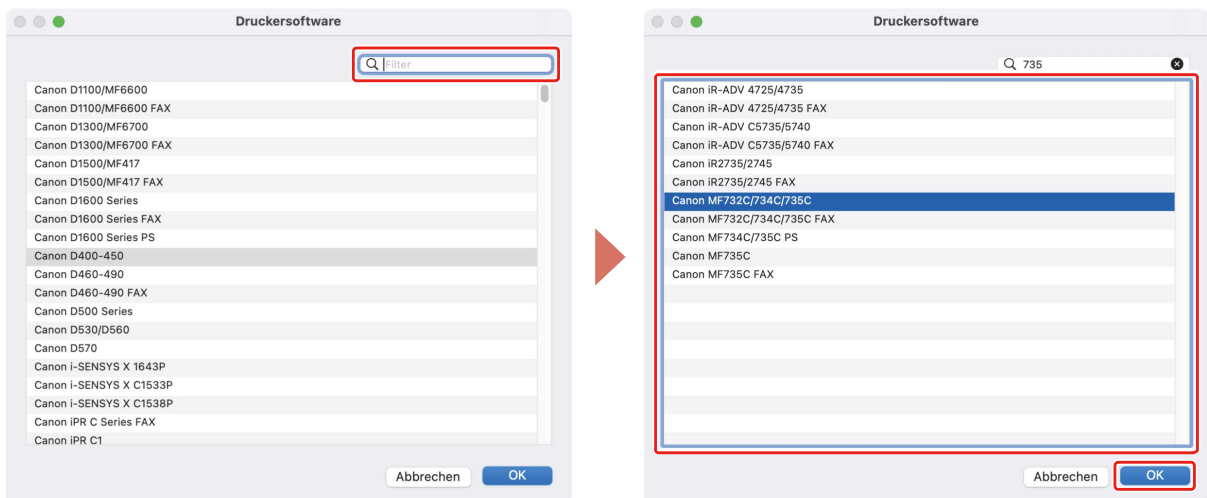 Druckersoftware
Filter
Canon D1100/MF6600
Canon D1100/MF6600 FAX
Canon D1300/MF6700
Canon D1300/MF6700 FAX
Canon D1500/MF417
Canon D1500/MF417 FAX
Canon D1600 Series
Canon D1600 Series FAX
Canon D1600 Series PS
Canon D400-450
Canon D460-490
Canon D460-490 FAX
Canon D500 Series
Canon D530/D560
Canon D570
Canon i-SENSYS X 1643P
Canon i-SENSYS X C1533P
Canon i-SENSYS X C1538P
Canon iPR C Series FAX
Canon iPR C1
Abbrechen OK
Druckersoftware
735
Canon iR-ADV 4725/4735
Canon iR-ADV 4725/4735 FAX
Canon iR-ADV C5735/5740
Canon iR-ADV C5735/5740 FAX
Canon iR2735/2745
Canon iR2735/2745 FAX
Canon MF732C/734C/735C
Canon MF732C/734C/735C FAX
Canon MF734C/735C PS
Canon MF735C
Canon MF735C FAX
Abbrechen OK